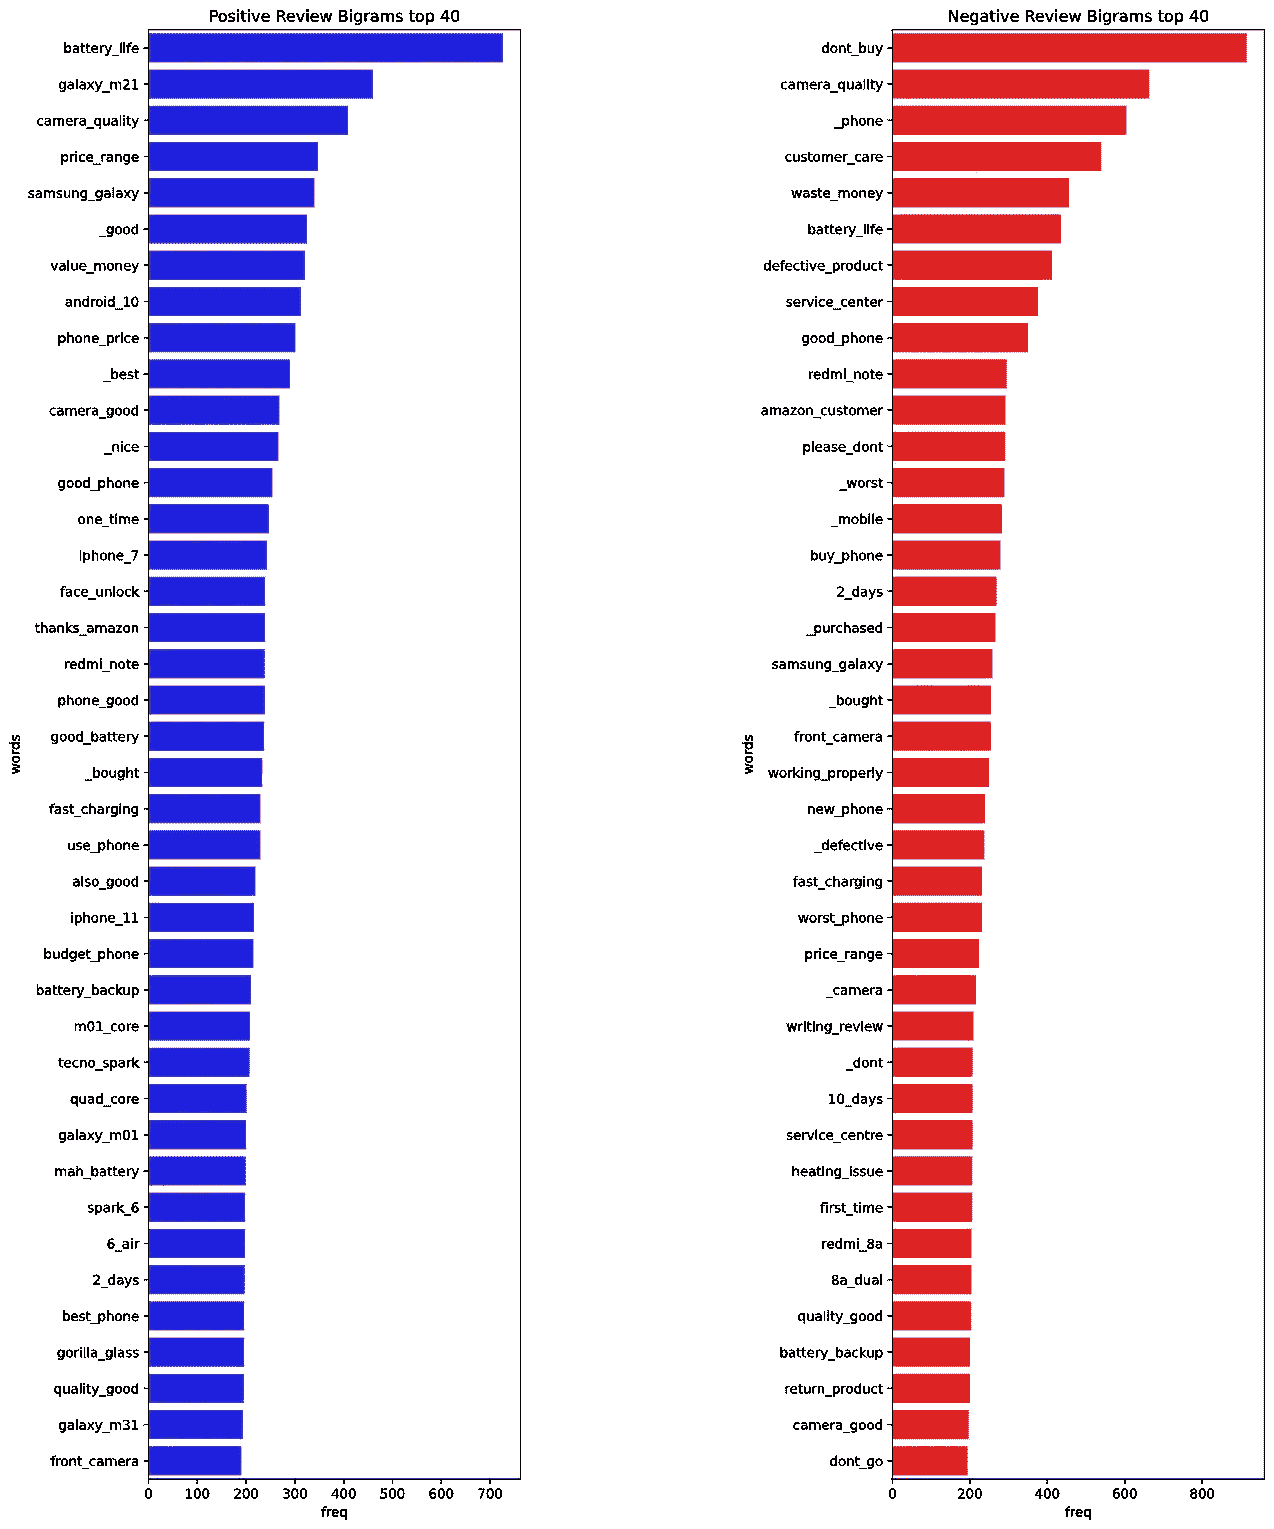 Positive Review Bigrams top 40
battery_life
galaxy_m21
camera_quality
price_range
samsung_galaxy
_good
value_money
android_10
phone_price
_best
camera_good
_nice
good_phone
one_time
iphone_7
face_unlock
thanks_amazon
redmi_note
phone_good
good_battery
_bought
fast_charging
use_phone
also_good
iphone_11
budget_phone
battery_backup
m01_core
tecno_spark
quad_core
galaxy_m01
mah_battery
spark_6
6_air
2_days
best_phone
gorilla_glass
quality_good
galaxy_m31
front_camera
words
0 100 200 300 400 500 600 700
freq
Negative Review Bigrams top 40
dont_buy
camera_quality
_phone
customer_care
waste_money
battery_life
defective_product
service_center
good_phone
redmi_note
amazon_customer
please_dont
_worst
_mobile
buy_phone
2_days
_purchased
samsung_galaxy
_bought
front_camera
working_properly
new_phone
_defective
fast_charging
worst_phone
price_range
_camera
writing_review
_dont
10_days
service_centre
heating_issue
first_time
redmi_8a
8a_dual
quality_good
battery_backup
return_product
camera_good
dont_go
words
0 200 400 600 800
freq